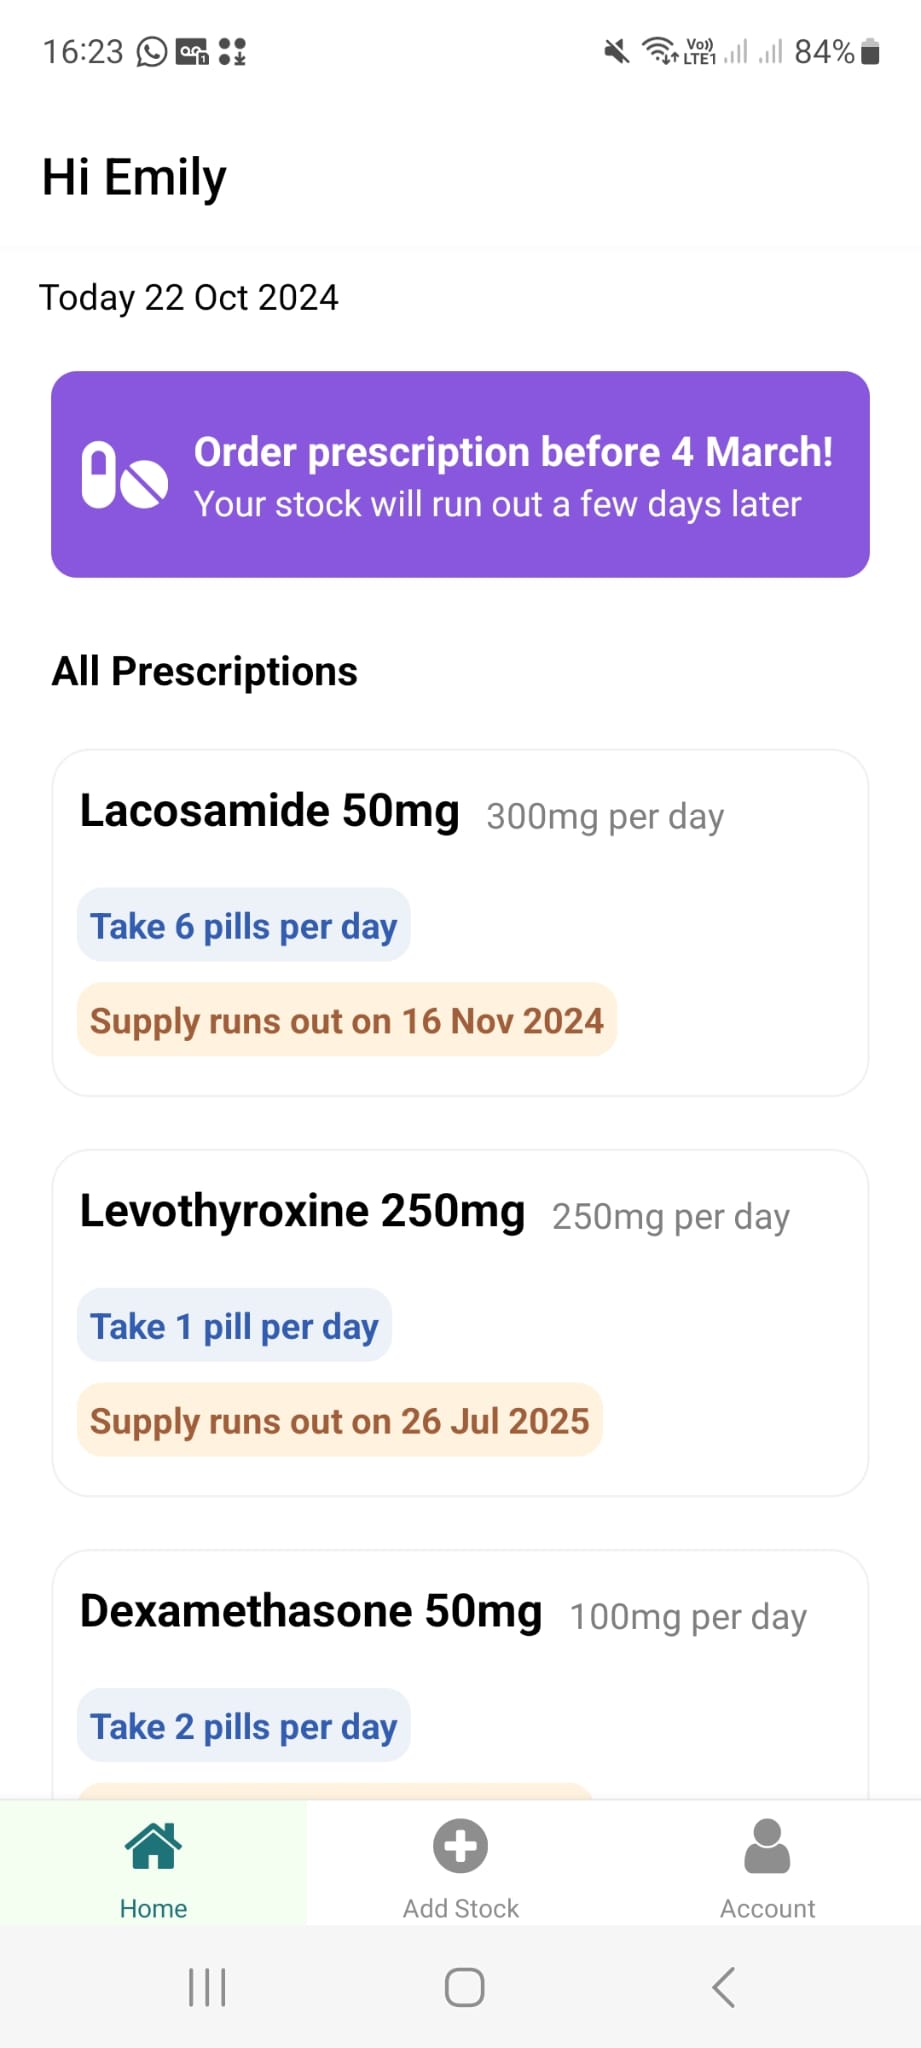 16:23
Vo))
LTE1
84%
Hi Emily
Today 22 Oct 2024
Order prescription before 4 March!
Your stock will run out a few days later
All Prescriptions
Lacosamide 50mg 300mg per day
Take 6 pills per day
Supply runs out on 16 Nov 2024
Levothyroxine 250mg 250mg per day
Take 1 pill per day
Supply runs out on 26 Jul 2025
Dexamethasone 50mg 100mg per day
Take 2 pills per day
Home
Add Stock
Account